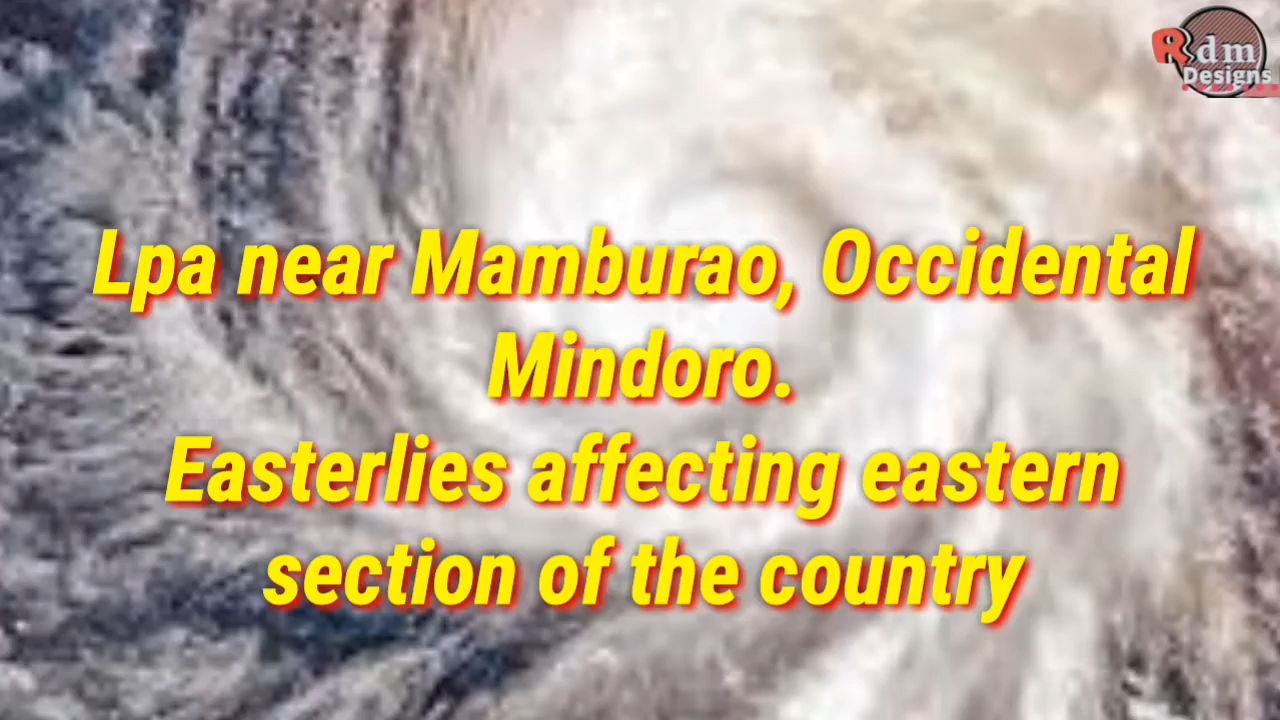 Rdm
Designs
Lpa near Mamburao, Occidental
Mindoro.
Easterlies affecting eastern
section of the country